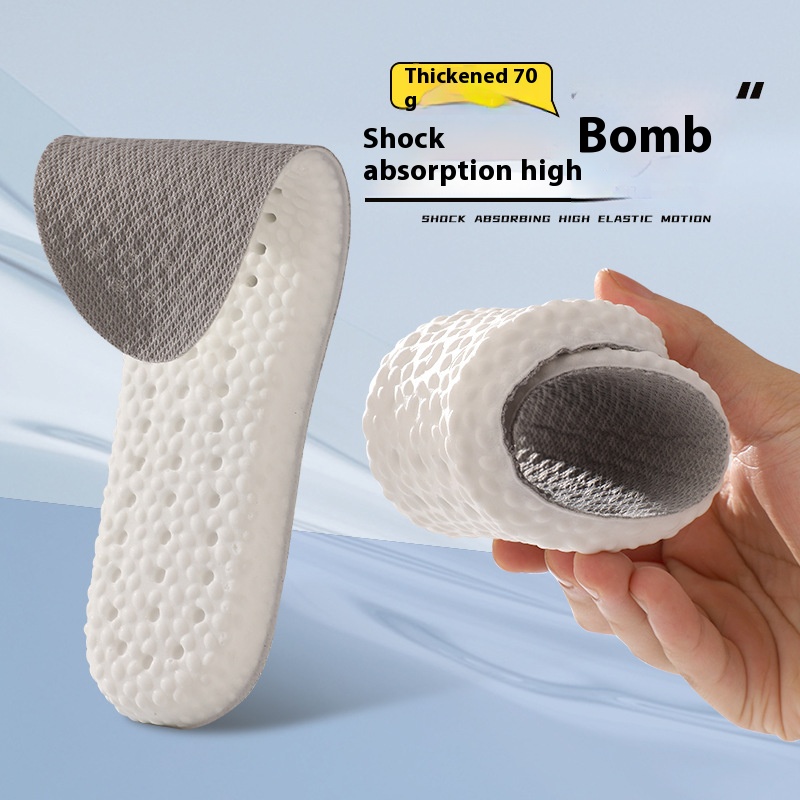 Thickened 70
g
Shock
absorption high
Bomb
"
SHOCK ABSORBING HIGH ELASTIC MOTION